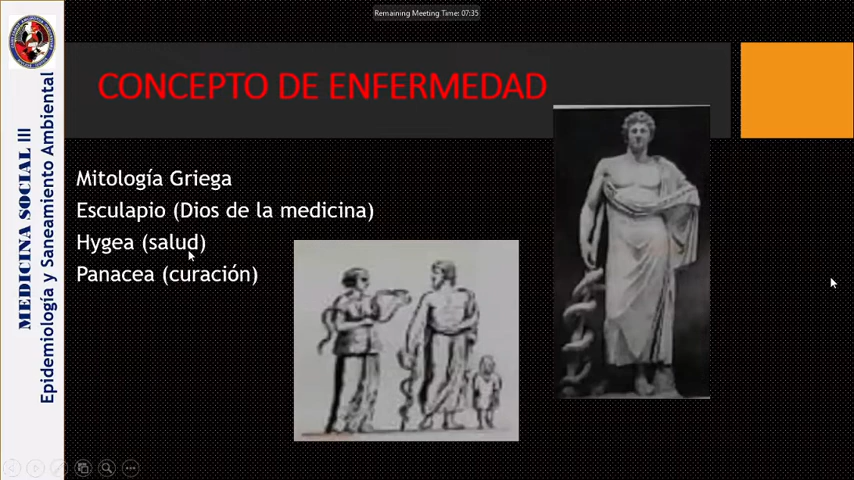 Remaining Meeting Time: 07:35
CONCEPTO DE ENFERMEDAD
Mitología Griega
Esculapio (Dios de la medicina)
Hygea (salud)
Panacea (curación)
MEDICINA SOCIAL III
Epidemiología y Saneamiento Ambiental